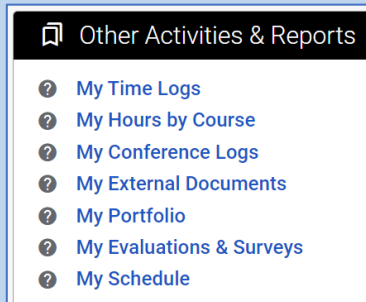 Other Activities & Reports
My Time Logs
My Hours by Course
My Conference Logs
My External Documents
My Portfolio
My Evaluations & Surveys
My Schedule